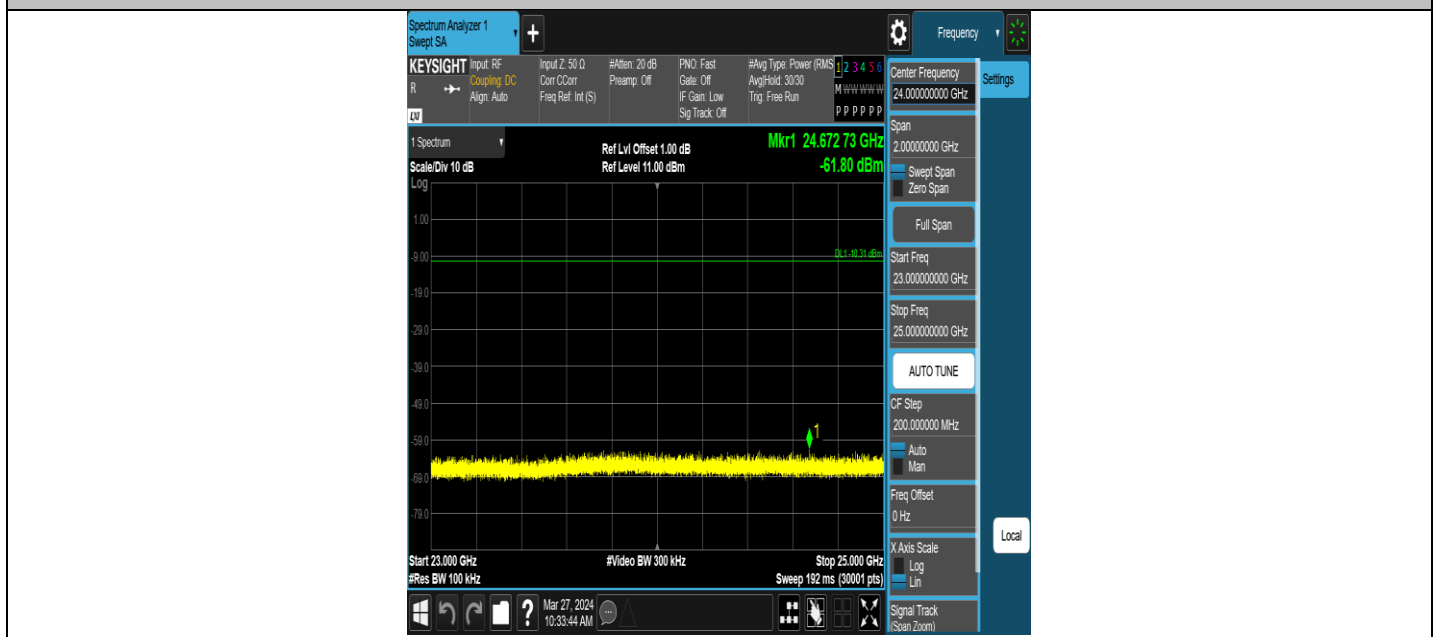 Spectrum Analyzer 1
Swept SA
+
Frequency
KEYSIGHT
R
LXI
Input: RF
Coupling: DC
Align: Auto
Input Z: 50 Ω
Corr CCorr
Freq Ref: Int (S)
#Atten: 20 dB
Preamp: Off
PNO: Fast
Gate: Off
IF Gain: Low
Sig Track: Off
#Avg Type: Power (RMS
Avg|Hold: 30/30
Trig: Free Run
1 2 3 4 5 6
M W W W W W
P P P P P P
1 Spectrum
Scale/Div 10 dB
Log
Ref Lvl Offset 1.00 dB
Ref Level 11.00 dBm
Mkr1 24.672 73 GHz
-61.80 dBm
1.00
-9.00
DL1 -10.31 dBm
-19.0
-29.0
-39.0
-49.0
-59.0
1
-69.0
-79.0
Start 23.000 GHz
#Res BW 100 kHz
#Video BW 300 kHz
Stop 25.000 GHz
Sweep 192 ms (30001 pts)
?
Mar 27, 2024
10:33:44 AM
Center Frequency
24.000000000 GHz
Settings
Span
2.00000000 GHz
Swept Span
Zero Span
Full Span
Start Freq
23.000000000 GHz
Stop Freq
25.000000000 GHz
AUTO TUNE
CF Step
200.000000 MHz
Auto
Man
Freq Offset
0 Hz
X Axis Scale
Log
Lin
Local
Signal Track
(Span Zoom)